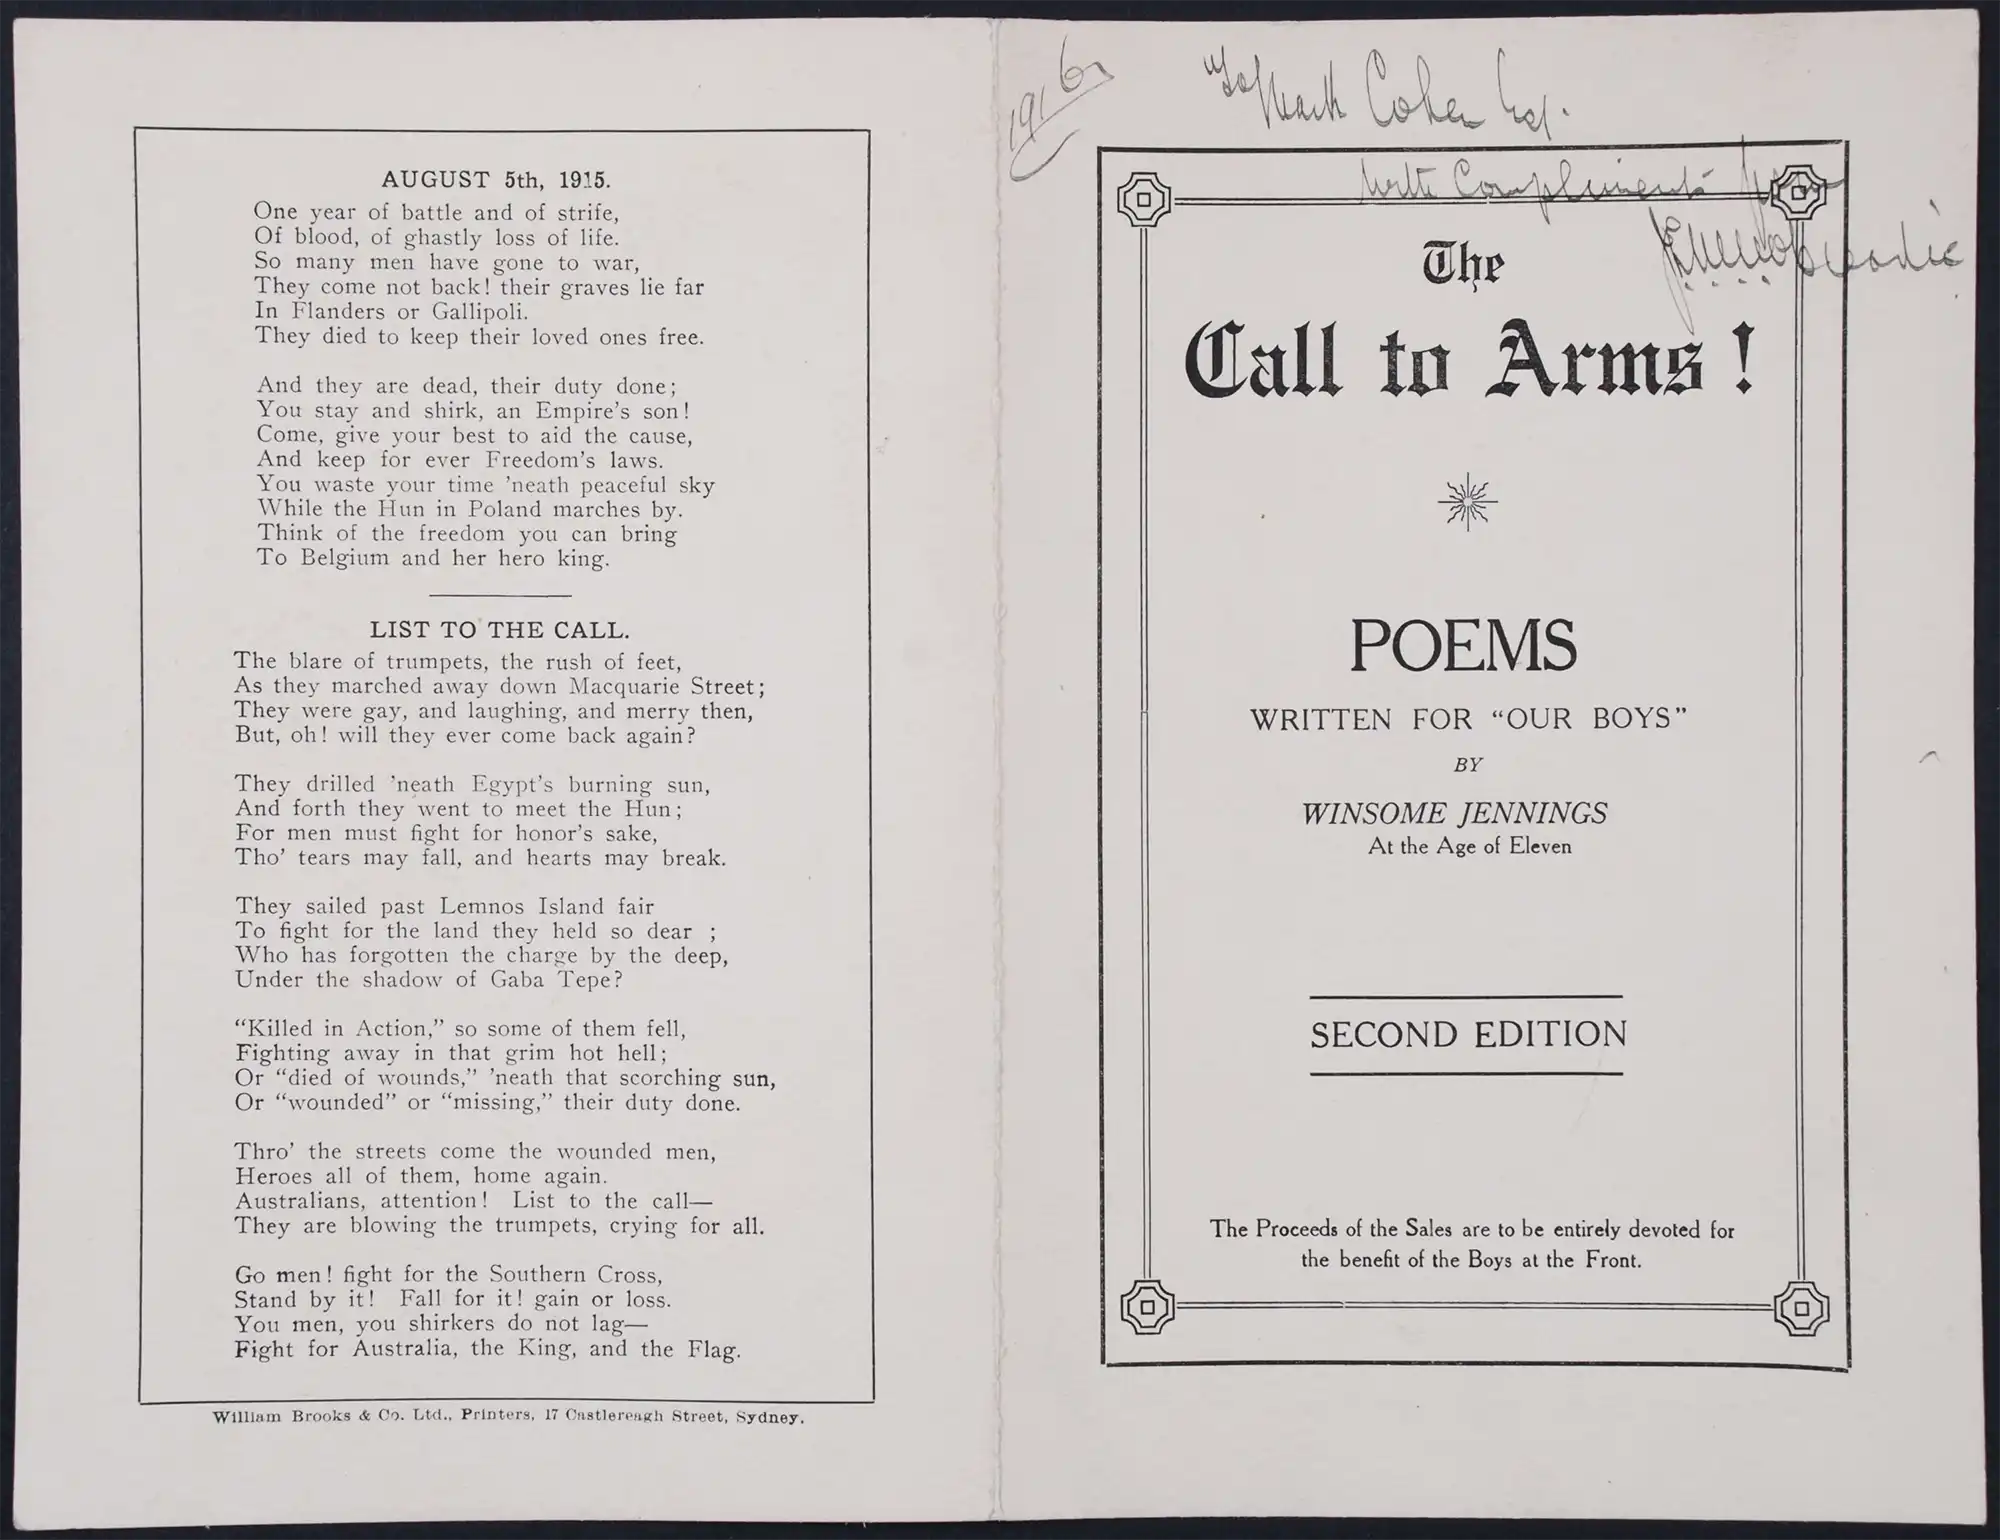 AUGUST 5th, 1915.
One year of battle and of strife,
Of blood, of ghastly loss of life.
So many men have gone to war,
They come not back! their graves lie far
In Flanders or Gallipoli.
They died to keep their loved ones free.
And they are dead, their duty done;
You stay and shirk, an Empire's son!
Come, give your best to aid the cause,
And keep for ever Freedom's laws.
You waste your time 'neath peaceful sky
While the Hun in Poland marches by.
Think of the freedom you can bring
To Belgium and her hero king.
LIST TO THE CALL.
The blare of trumpets, the rush of feet,
As they marched away down Macquarie Street;
They were gay, and laughing, and merry then,
But, oh! will they ever come back again?
They drilled 'neath Egypt's burning sun,
And forth they went to meet the Hun;
For men must fight for honor's sake,
Tho' tears may fall, and hearts may break.
They sailed past Lemnos Island fair
To fight for the land they held so dear ;
Who has forgotten the charge by the deep,
Under the shadow of Gaba Tepe?
“Killed in Action,” so some of them fell,
Fighting away in that grim hot hell;
Or “died of wounds,” 'neath that scorching sun,
Or “wounded” or “missing,” their duty done.
Thro' the streets come the wounded men,
Heroes all of them, home again.
Australians, attention! List to the call—
They are blowing the trumpets, crying for all.
Go men! fight for the Southern Cross,
Stand by it! Fall for it! gain or loss.
You men, you shirkers do not lag—
Fight for Australia, the King, and the Flag.
William Brooks & Co. Ltd., Printers, 17 Castlereagh Street, Sydney.
1916
To Mark Cohen Esq.
With Compliments from
The
Call to Arms!
POEMS
WRITTEN FOR “OUR BOYS”
BY
WINSOME JENNINGS
At the Age of Eleven
SECOND EDITION
The Proceeds of the Sales are to be entirely devoted for
the benefit of the Boys at the Front.